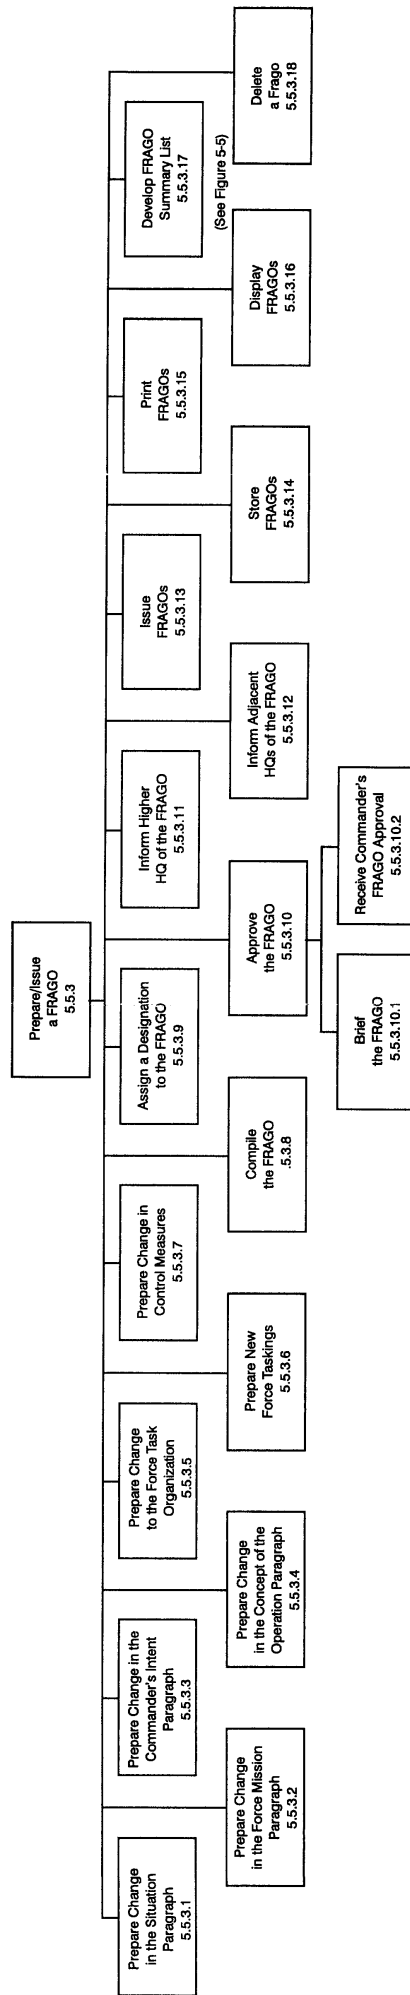 Prepare/Issue
a FRAGO
5.5.3
Prepare Change
in the Situation
Paragraph
5.5.3.1
Prepare Change
in the Force Mission
Paragraph
5.5.3.2
Prepare Change in the
Commander's Intent
Paragraph
5.5.3.3
Prepare Change
in the Concept of the
Operation Paragraph
5.5.3.4
Prepare Change
to the Force Task
Organization
5.5.3.5
Prepare New
Force Taskings
5.5.3.6
Prepare Change in
Control Measures
5.5.3.7
Compile
the FRAGO
.5.3.8
Assign a Designation
to the FRAGO
5.5.3.9
Approve
the FRAGO
5.5.3.10
Brief
the FRAGO
5.5.3.10.1
Receive Commander's
FRAGO Approval
5.5.3.10.2
Inform Higher
HQ of the FRAGO
5.5.3.11
Inform Adjacent
HQs of the FRAGO
5.5.3.12
Issue
FRAGOs
5.5.3.13
Store
FRAGOs
5.5.3.14
Print
FRAGOs
5.5.3.15
Display
FRAGOs
5.5.3.16
Develop FRAGO
Summary List
5.5.3.17
(See Figure 5-5)
Delete
a Frago
5.5.3.18